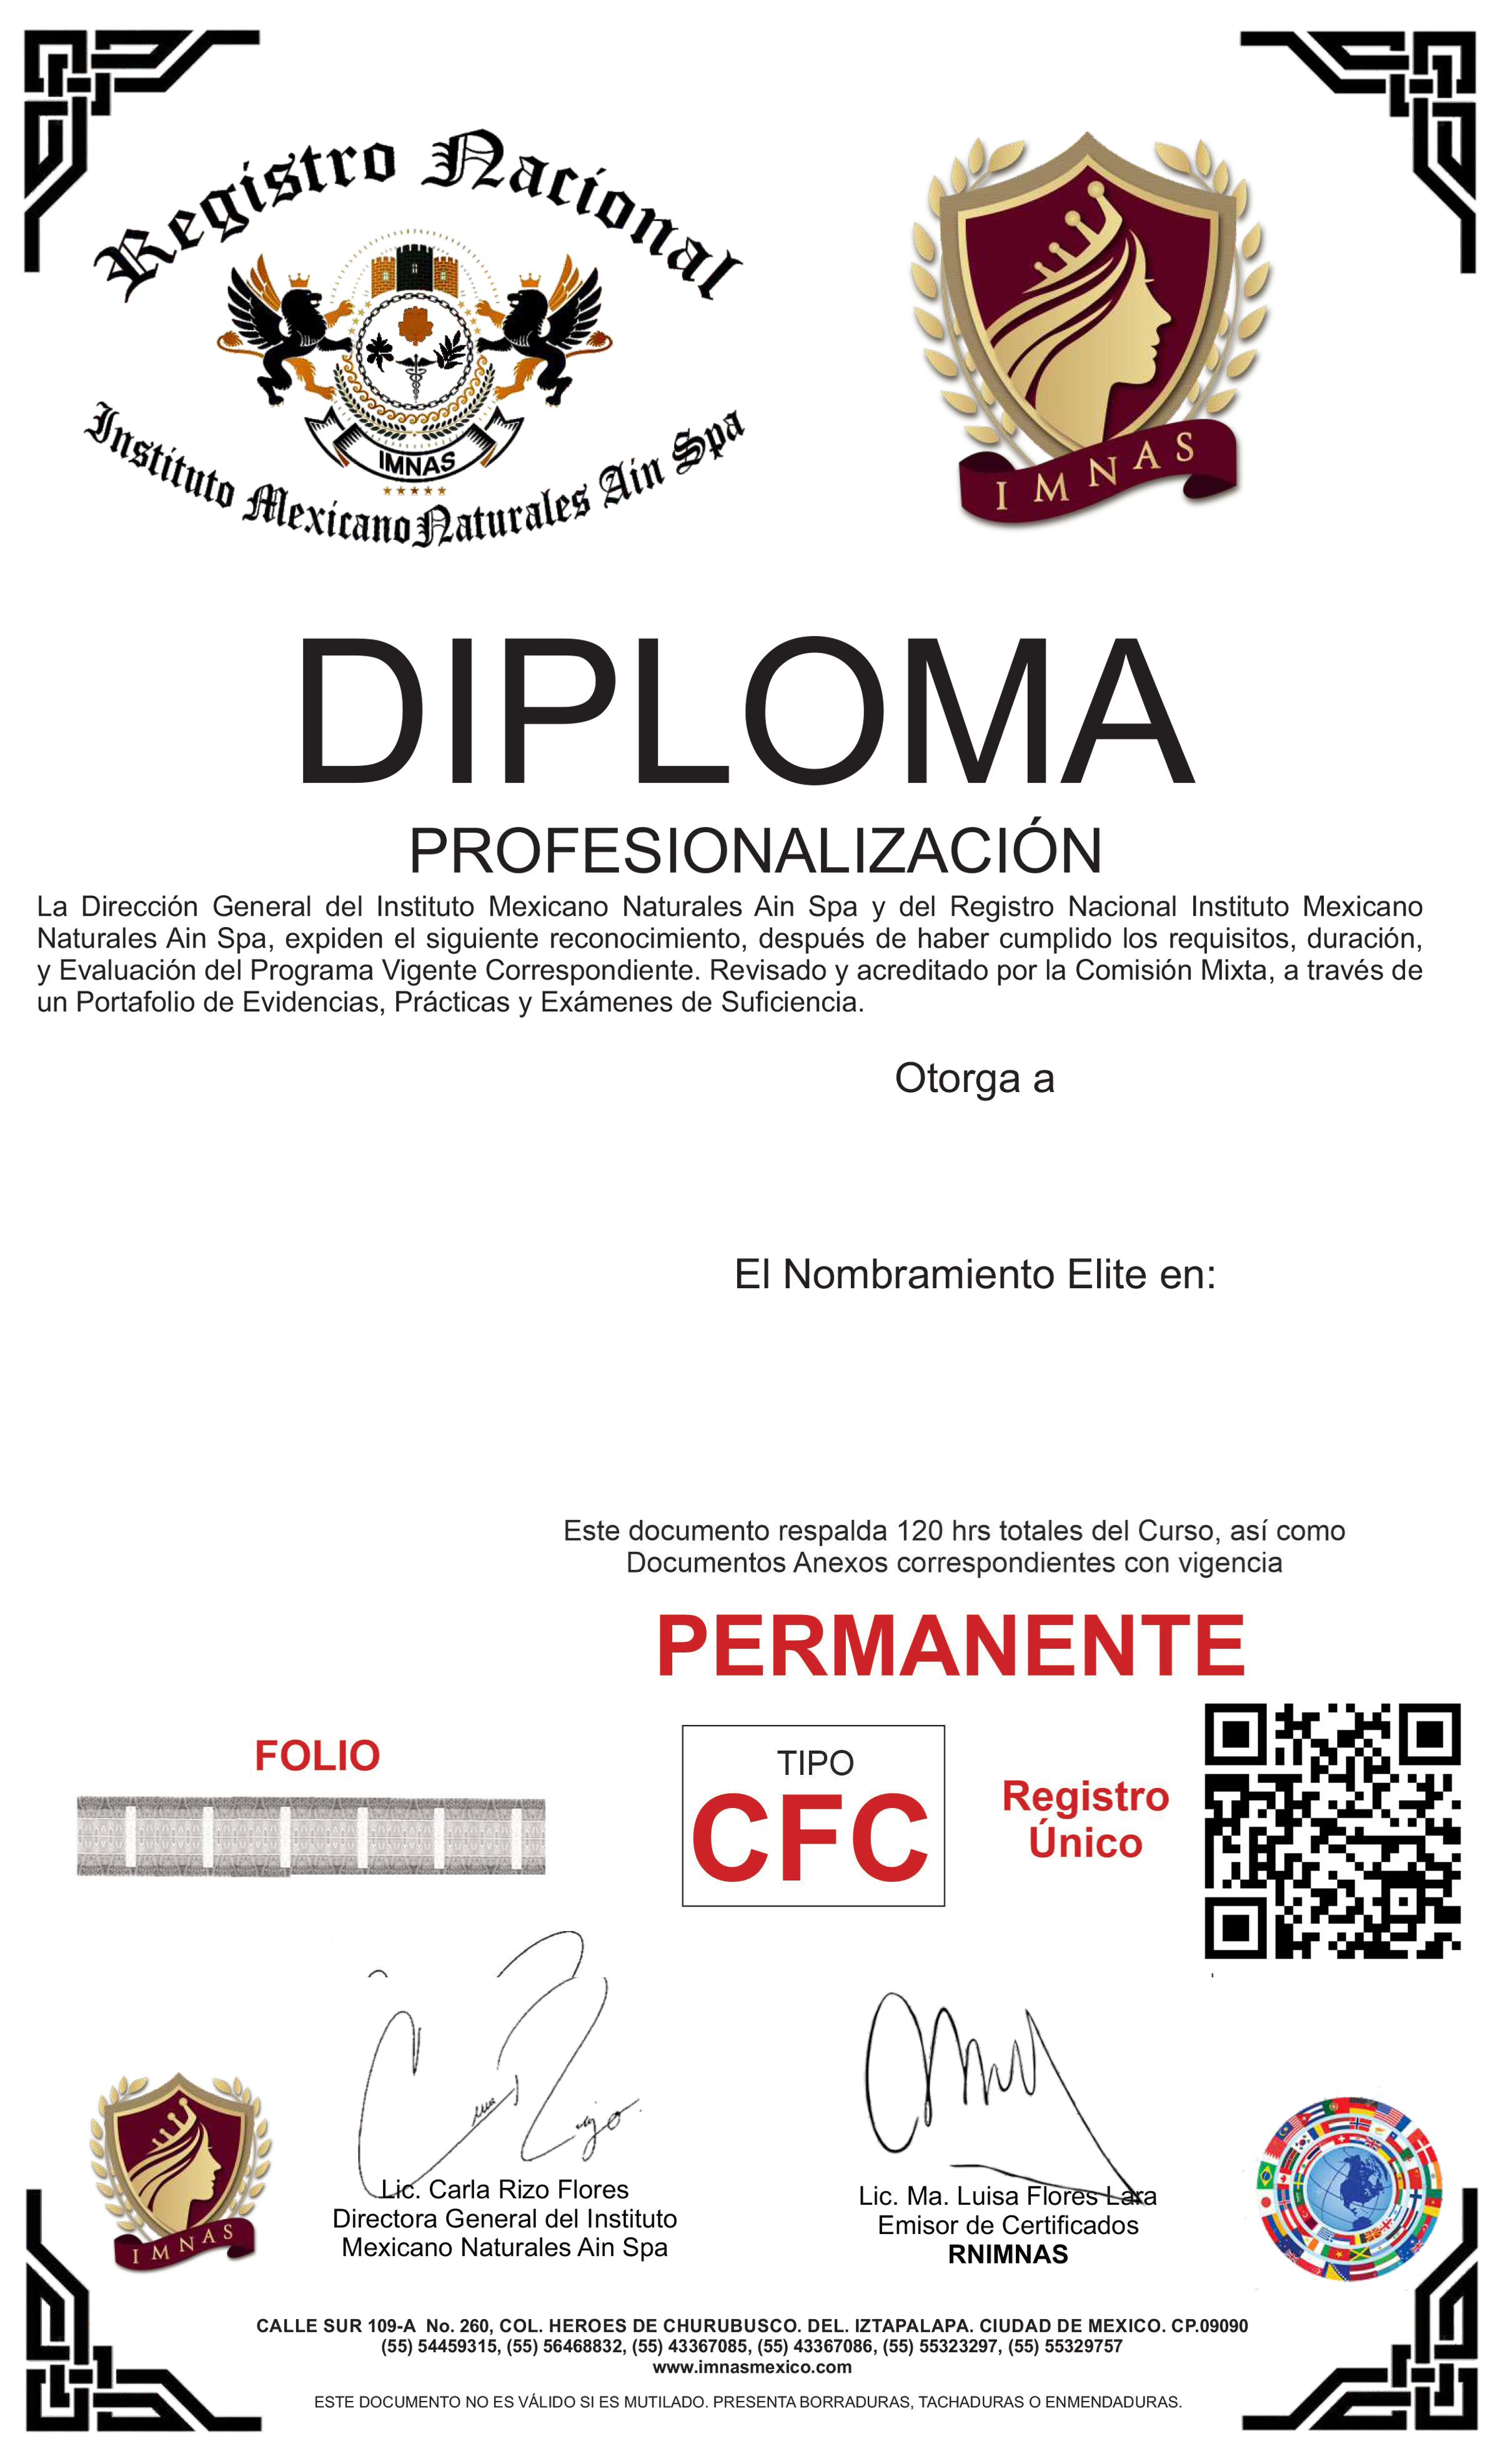 Registro Nacional
IMNAS
★★★★★
Instituto Mexicano Naturales Ain Spa
IMNAS
DIPLOMA
PROFESIONALIZACIÓN
La Dirección General del Instituto Mexicano Naturales Ain Spa y del Registro Nacional Instituto Mexicano
Naturales Ain Spa, expiden el siguiente reconocimiento, después de haber cumplido los requisitos, duración,
y Evaluación del Programa Vigente Correspondiente. Revisado y acreditado por la Comisión Mixta, a través de
un Portafolio de Evidencias, Prácticas y Exámenes de Suficiencia.
Otorga a
El Nombramiento Elite en:
Este documento respalda 120 hrs totales del Curso, así como
Documentos Anexos correspondientes con vigencia
PERMANENTE
FOLIO
TIPO
CFC
Registro
Único
Lic. Carla Rizo Flores
Directora General del Instituto
Mexicano Naturales Ain Spa
Lic. Ma. Luisa Flores Lara
Emisor de Certificados
RNIMNAS
IMNAS
CALLE SUR 109-A No. 260, COL. HEROES DE CHURUBUSCO. DEL. IZTAPALAPA. CIUDAD DE MEXICO. CP.09090
(55) 54459315, (55) 56468832, (55) 43367085, (55) 43367086, (55) 55323297, (55) 55329757
www.imnasmexico.com
ESTE DOCUMENTO NO ES VÁLIDO SI ES MUTILADO. PRESENTA BORRADURAS, TACHADURAS O ENMENDADURAS.